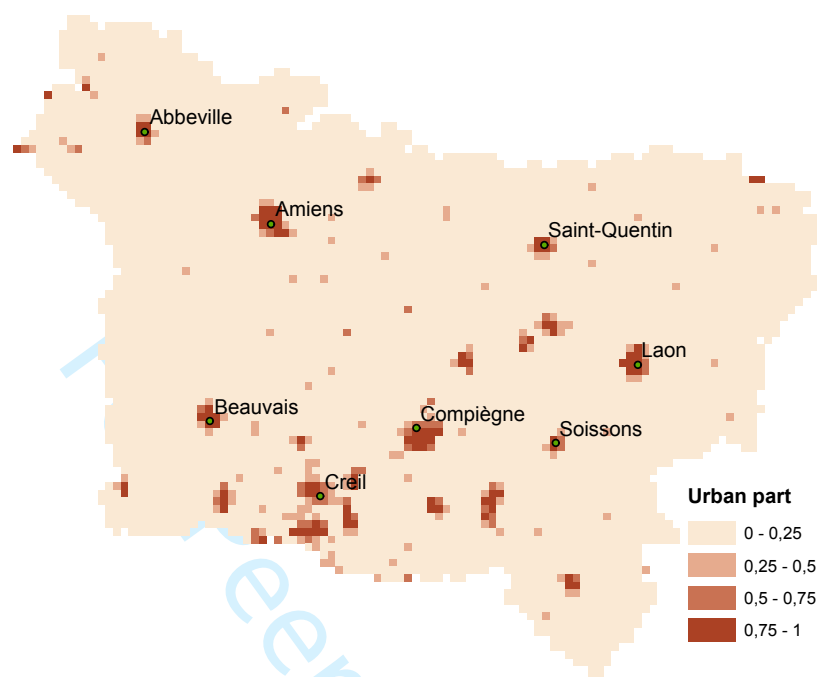 Abbeville
Amiens
Saint-Quentin
Laon
Beauvais
Compiègne
Soissons
Creil
Urban part
0 - 0,25
0,25 - 0,5
0,5 - 0,75
0,75 - 1